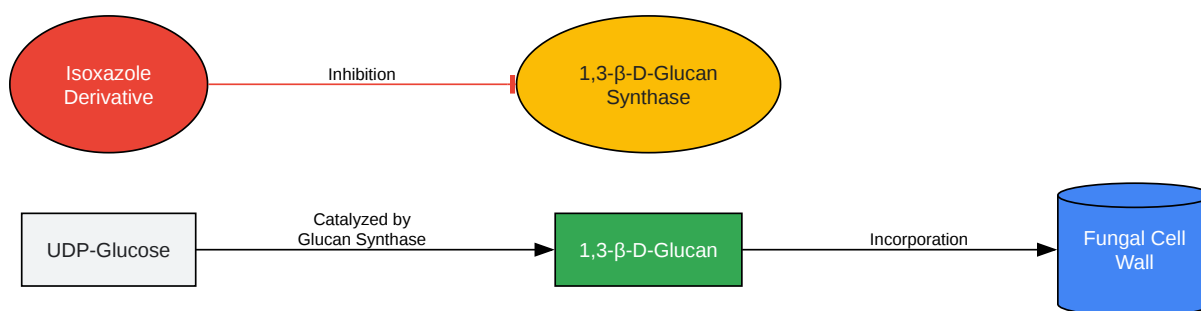 Isoxazole
Derivative
Inhibition
1,3-β-D-Glucan
Synthase
UDP-Glucose
Catalyzed by
Glucan Synthase
1,3-β-D-Glucan
Incorporation
Fungal Cell
Wall